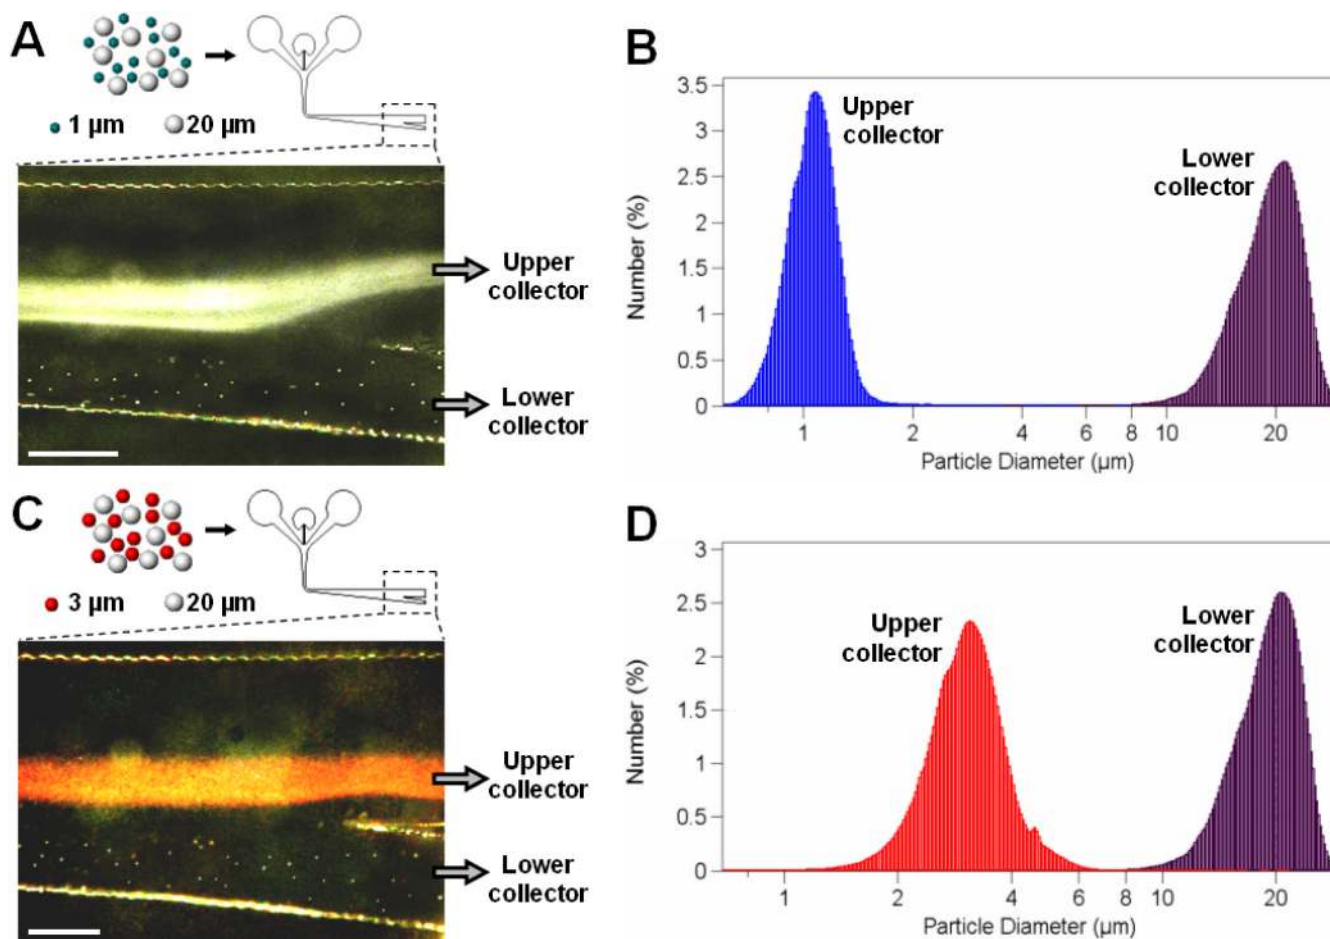 A
1 µm
20 µm
Upper
collector
Lower
collector
B
3.5
3
2.5
2
1.5
1
0.5
0
Number (%)
Upper
collector
Lower
collector
1
2
4
6
8
10
20
Particle Diameter (µm)
C
3 µm
20 µm
Upper
collector
Lower
collector
D
3
2.5
2
1.5
1
0.5
0
Number (%)
Upper
collector
Lower
collector
1
2
4
6
8
10
20
Particle Diameter (µm)